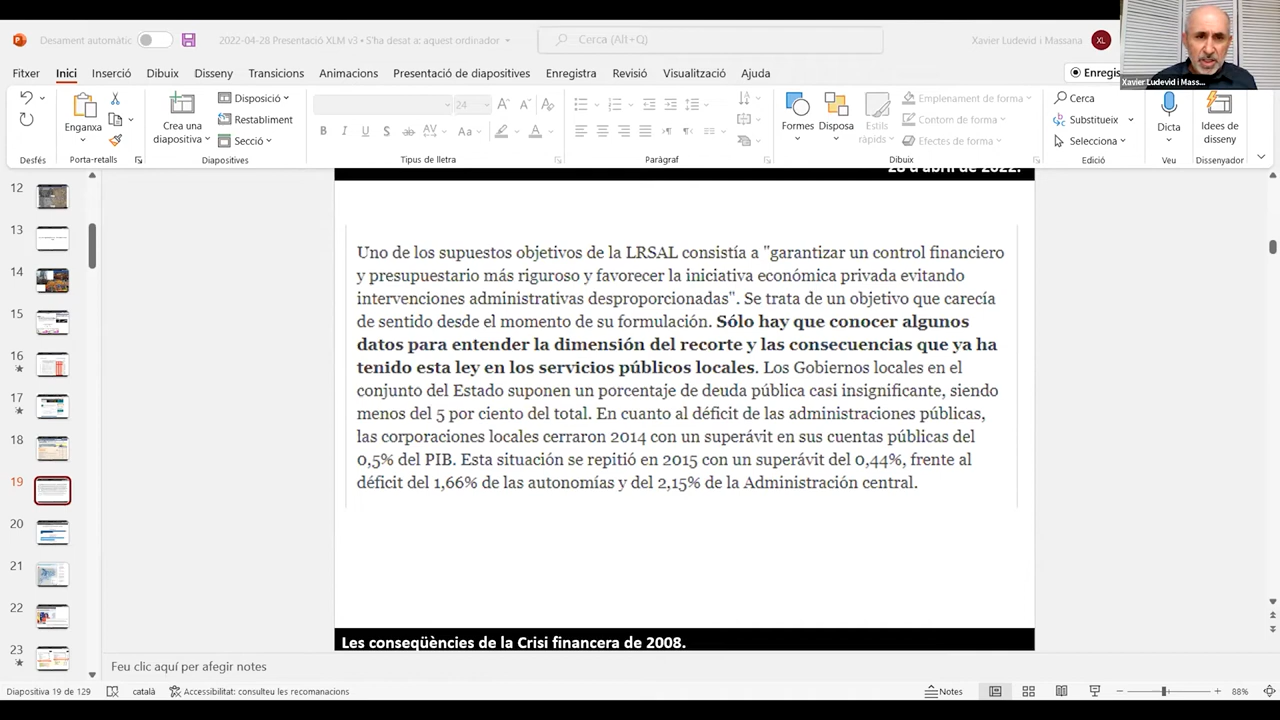 Desament automàtic
2022-04-28 Presentació XLM v3 • S'ha desat a: aquest ordinador
Cerca (Alt+Q)
Xavier Ludevid i Massana
XL
Xavier Ludevid i Mass...
Fitxer Inici Inserció Dibuix Disseny Transicions Animacions Presentació de diapositives Enregistra Revisió Visualització Ajuda
Enregis
Enganxa
Crea una diapositiva
Disposició
Restabliment
Secció
24
Formes
Disposa
Estils ràpids
Emplenament de forma
Contorn de forma
Efectes de forma
Cerca
Substitueix
Selecciona
Dicta
Idees de disseny
Desfés Porta-retalls Diapositives Tipus de lletra Paràgraf Dibuix Edició Veu Dissenyador
12
13
14
15
16
17
18
19
20
21
22
23
28 d'abril de 2022.
Uno de los supuestos objetivos de la LRSAL consistía a "garantizar un control financiero
y presupuestario más riguroso y favorecer la iniciativa económica privada evitando
intervenciones administrativas desproporcionadas". Se trata de un objetivo que carecía
de sentido desde el momento de su formulación. Sólo hay que conocer algunos
datos para entender la dimensión del recorte y las consecuencias que ya ha
tenido esta ley en los servicios públicos locales. Los Gobiernos locales en el
conjunto del Estado suponen un porcentaje de deuda pública casi insignificante, siendo
menos del 5 por ciento del total. En cuanto al déficit de las administraciones públicas,
las corporaciones locales cerraron 2014 con un superávit en sus cuentas públicas del
0,5% del PIB. Esta situación se repitió en 2015 con un superávit del 0,44%, frente al
déficit del 1,66% de las autonomías y del 2,15% de la Administración central.
Les conseqüències de la Crisi financera de 2008.
Feu clic aquí per afegir notes
Diapositiva 19 de 129 català Accessibilitat: consulteu les recomanacions Notes 88%